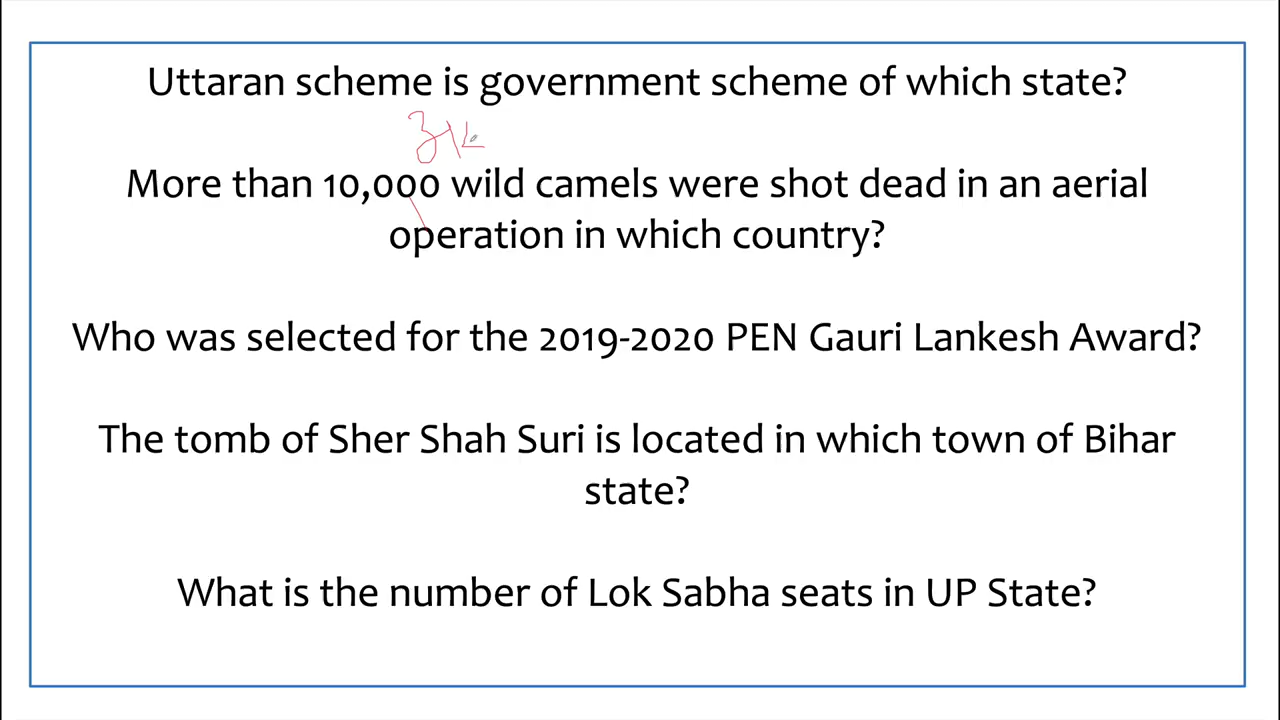 Uttaran scheme is government scheme of which state?
More than 10,000 wild camels were shot dead in an aerial
operation in which country?
Who was selected for the 2019-2020 PEN Gauri Lankesh Award?
The tomb of Sher Shah Suri is located in which town of Bihar
state?
What is the number of Lok Sabha seats in UP State?